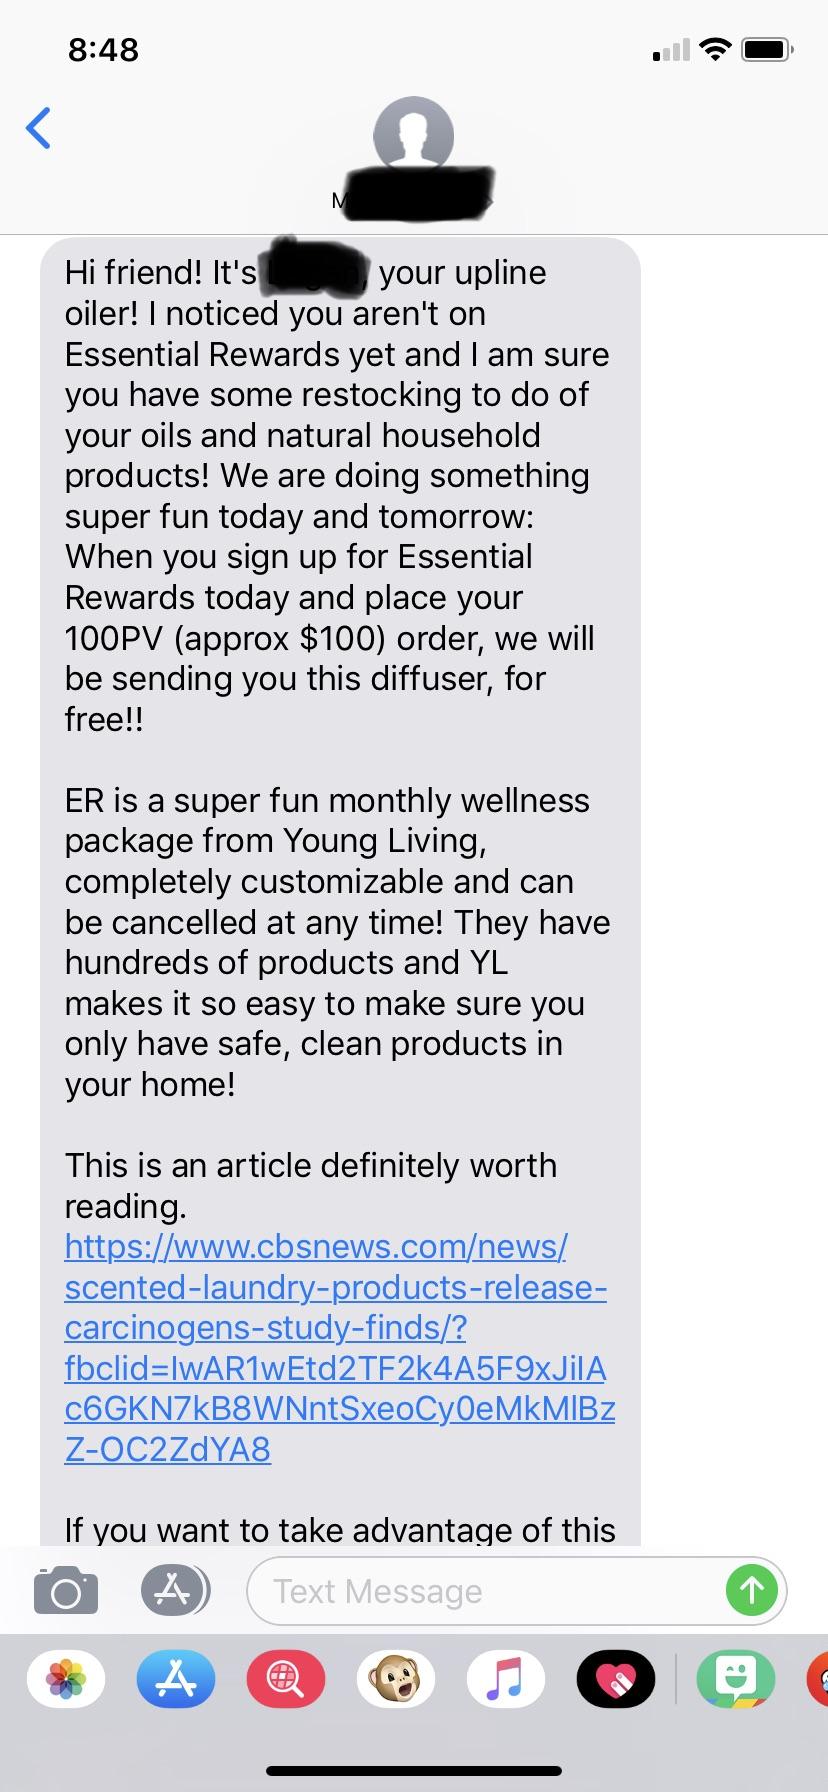 8:48
M
Hi friend! It's , your upline
oiler! I noticed you aren't on
Essential Rewards yet and I am sure
you have some restocking to do of
your oils and natural household
products! We are doing something
super fun today and tomorrow:
When you sign up for Essential
Rewards today and place your
100PV (approx $100) order, we will
be sending you this diffuser, for
free!!
ER is a super fun monthly wellness
package from Young Living,
completely customizable and can
be cancelled at any time! They have
hundreds of products and YL
makes it so easy to make sure you
only have safe, clean products in
your home!
This is an article definitely worth
reading.
https://www.cbsnews.com/news/
scented-laundry-products-release-
carcinogens-study-finds/?
fbclid=IwAR1wEtd2TF2k4A5F9xJilA
c6GKN7kB8WNntSxeoCy0eMkMlBz
Z-OC2ZdYA8
If you want to take advantage of this
Text Message